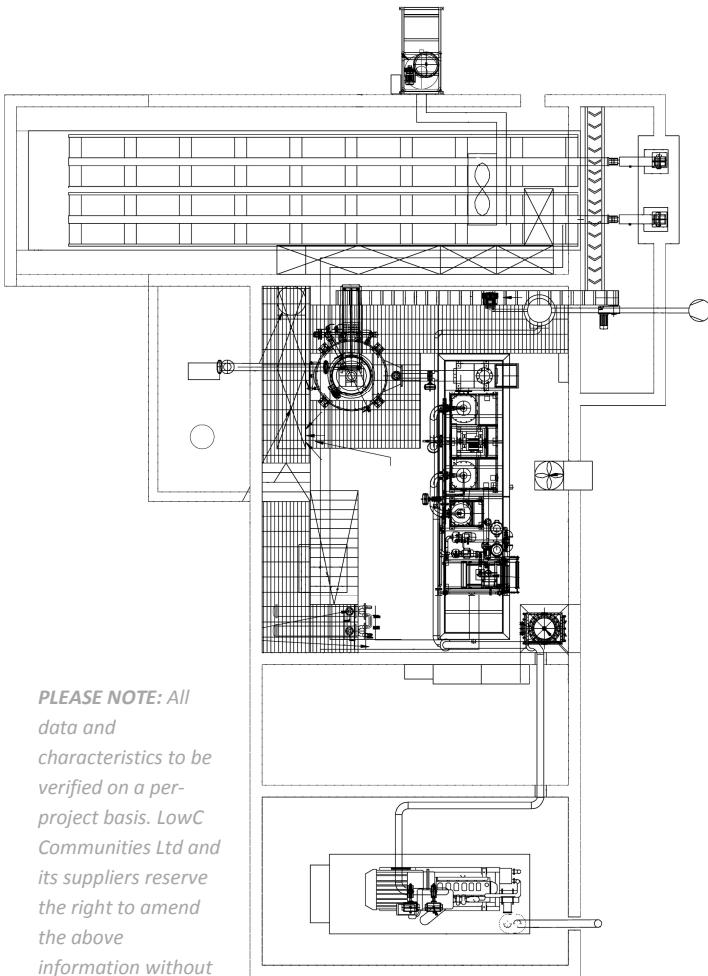 PLEASE NOTE: All
data and
characteristics to be
verified on a per-
project basis. LowC
Communities Ltd and
its suppliers reserve
the right to amend
the above
information without